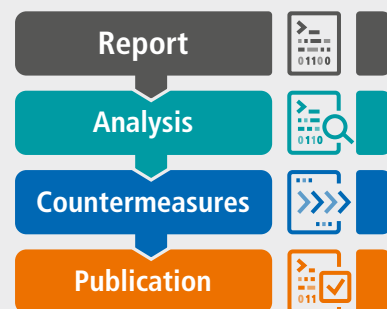 Report
01100
Analysis
0110
Countermeasures
Publication
011